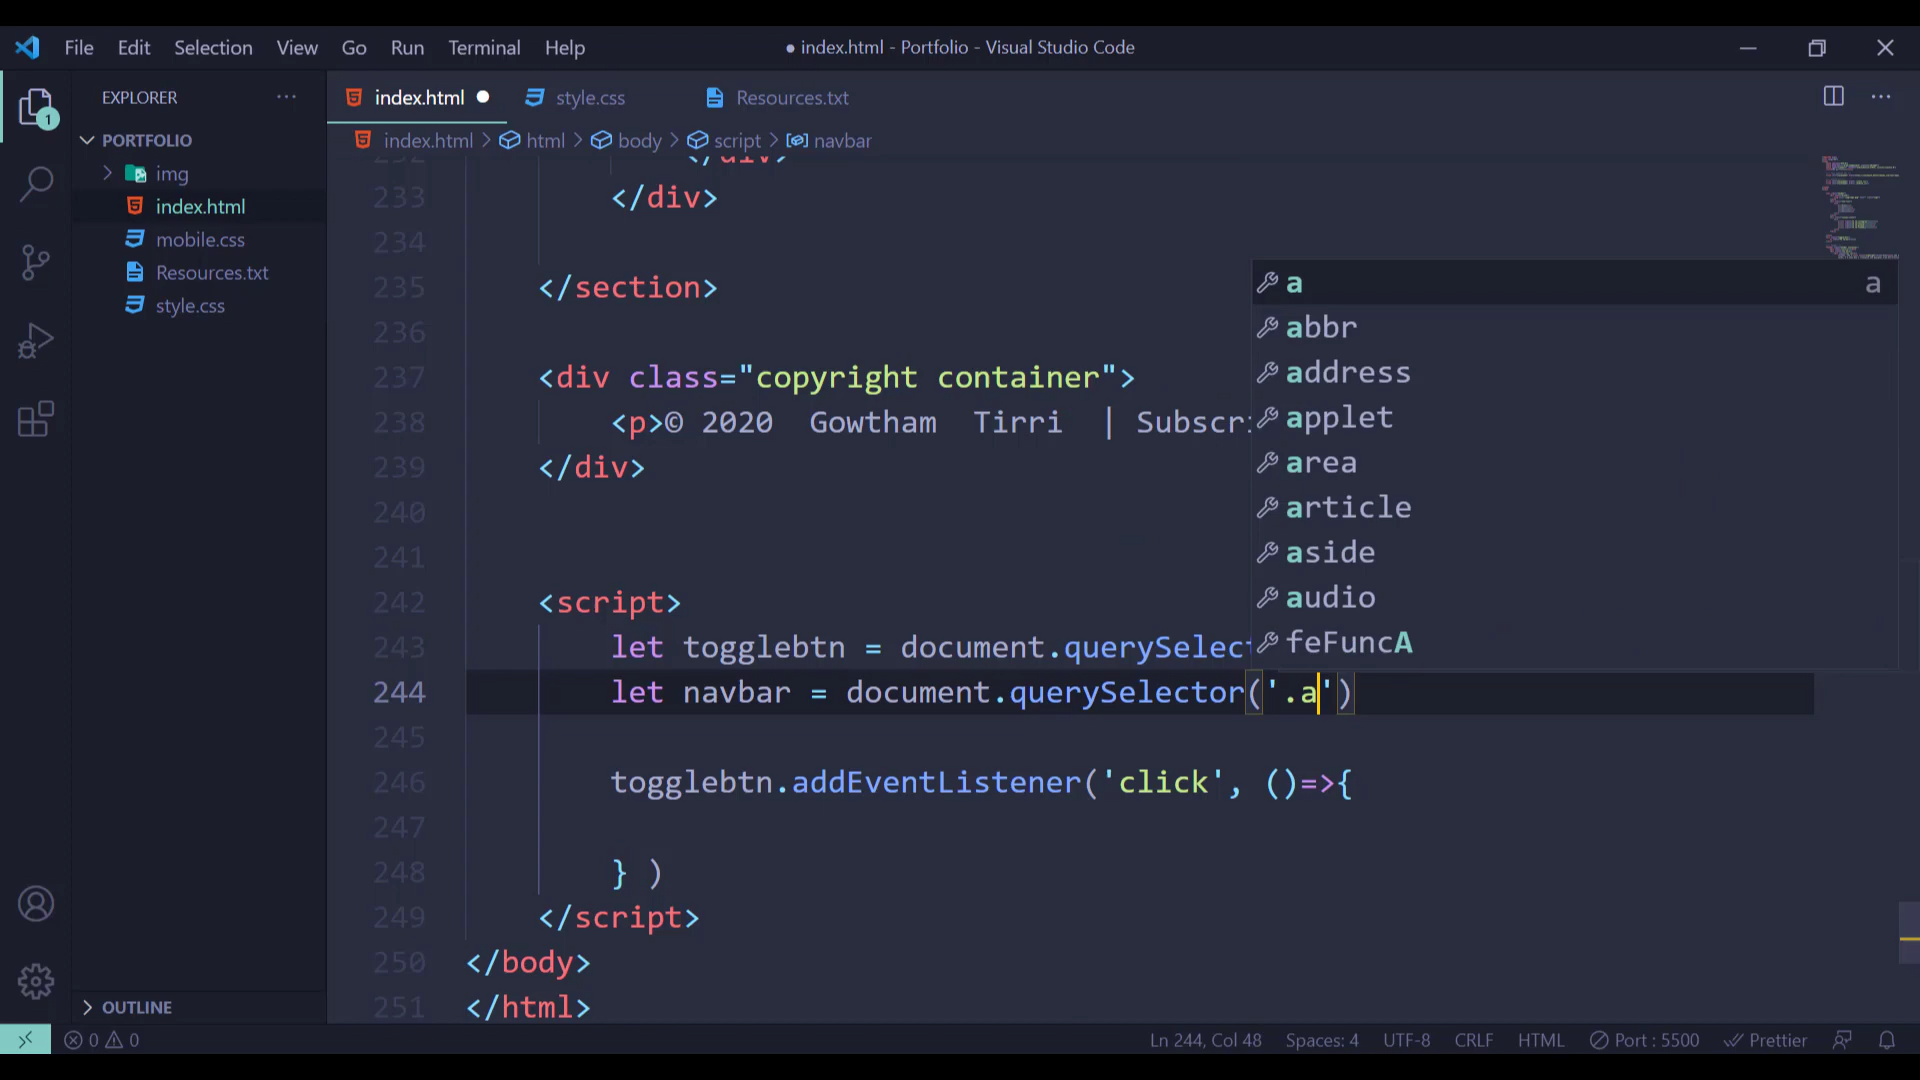 File Edit Selection View Go Run Terminal Help ● index.html - Portfolio - Visual Studio Code
EXPLORER ···
index.html ● style.css Resources.txt ···
PORTFOLIO
index.html > html > body > script > navbar
1
img
index.html
mobile.css
Resources.txt
style.css
233 </div>
234
235 </section>
236
237 <div class="copyright container">
238 <p>© 2020 Gowtham Tirri | Subscri
239 </div>
240
241
242 <script>
243 let togglebtn = document.querySelect
244 let navbar = document.querySelector('.a')
245
246 togglebtn.addEventListener('click', ()=>{
247
248 } )
249 </script>
250 </body>
251 </html>
a a
abbr
address
applet
area
article
aside
audio
feFuncA
OUTLINE
0 0 Ln 244, Col 48 Spaces: 4 UTF-8 CRLF HTML Port : 5500 Prettier